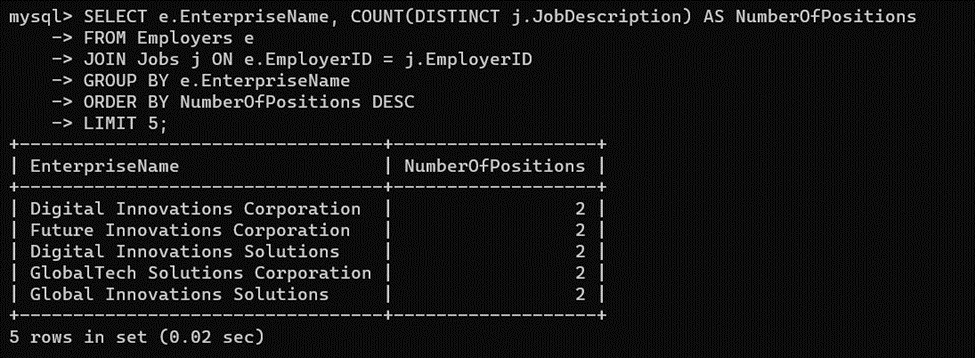 mysql> SELECT e.EnterpriseName, COUNT(DISTINCT j.JobDescription) AS NumberOfPositions
    -> FROM Employers e
    -> JOIN Jobs j ON e.EmployerID = j.EmployerID
    -> GROUP BY e.EnterpriseName
    -> ORDER BY NumberOfPositions DESC
    -> LIMIT 5;
+----------------------------------+-------------------+
| EnterpriseName                   | NumberOfPositions |
+----------------------------------+-------------------+
| Digital Innovations Corporation  |                 2 |
| Future Innovations Corporation   |                 2 |
| Digital Innovations Solutions    |                 2 |
| GlobalTech Solutions Corporation |                 2 |
| Global Innovations Solutions     |                 2 |
+----------------------------------+-------------------+
5 rows in set (0.02 sec)